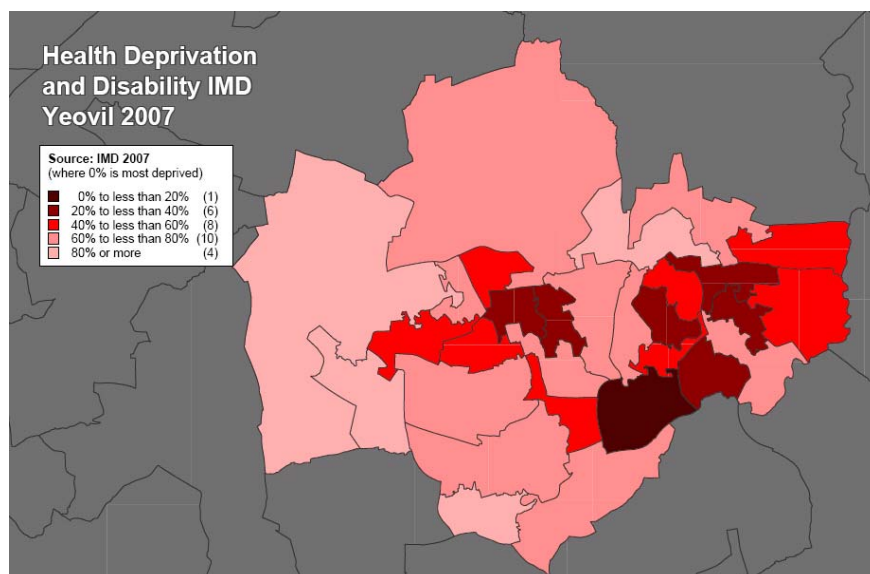 Health Deprivation
and Disability IMD
Yeovil 2007
Source: IMD 2007
(where 0% is most deprived)
0% to less than 20% (1)
20% to less than 40% (6)
40% to less than 60% (8)
60% to less than 80% (10)
80% or more (4)